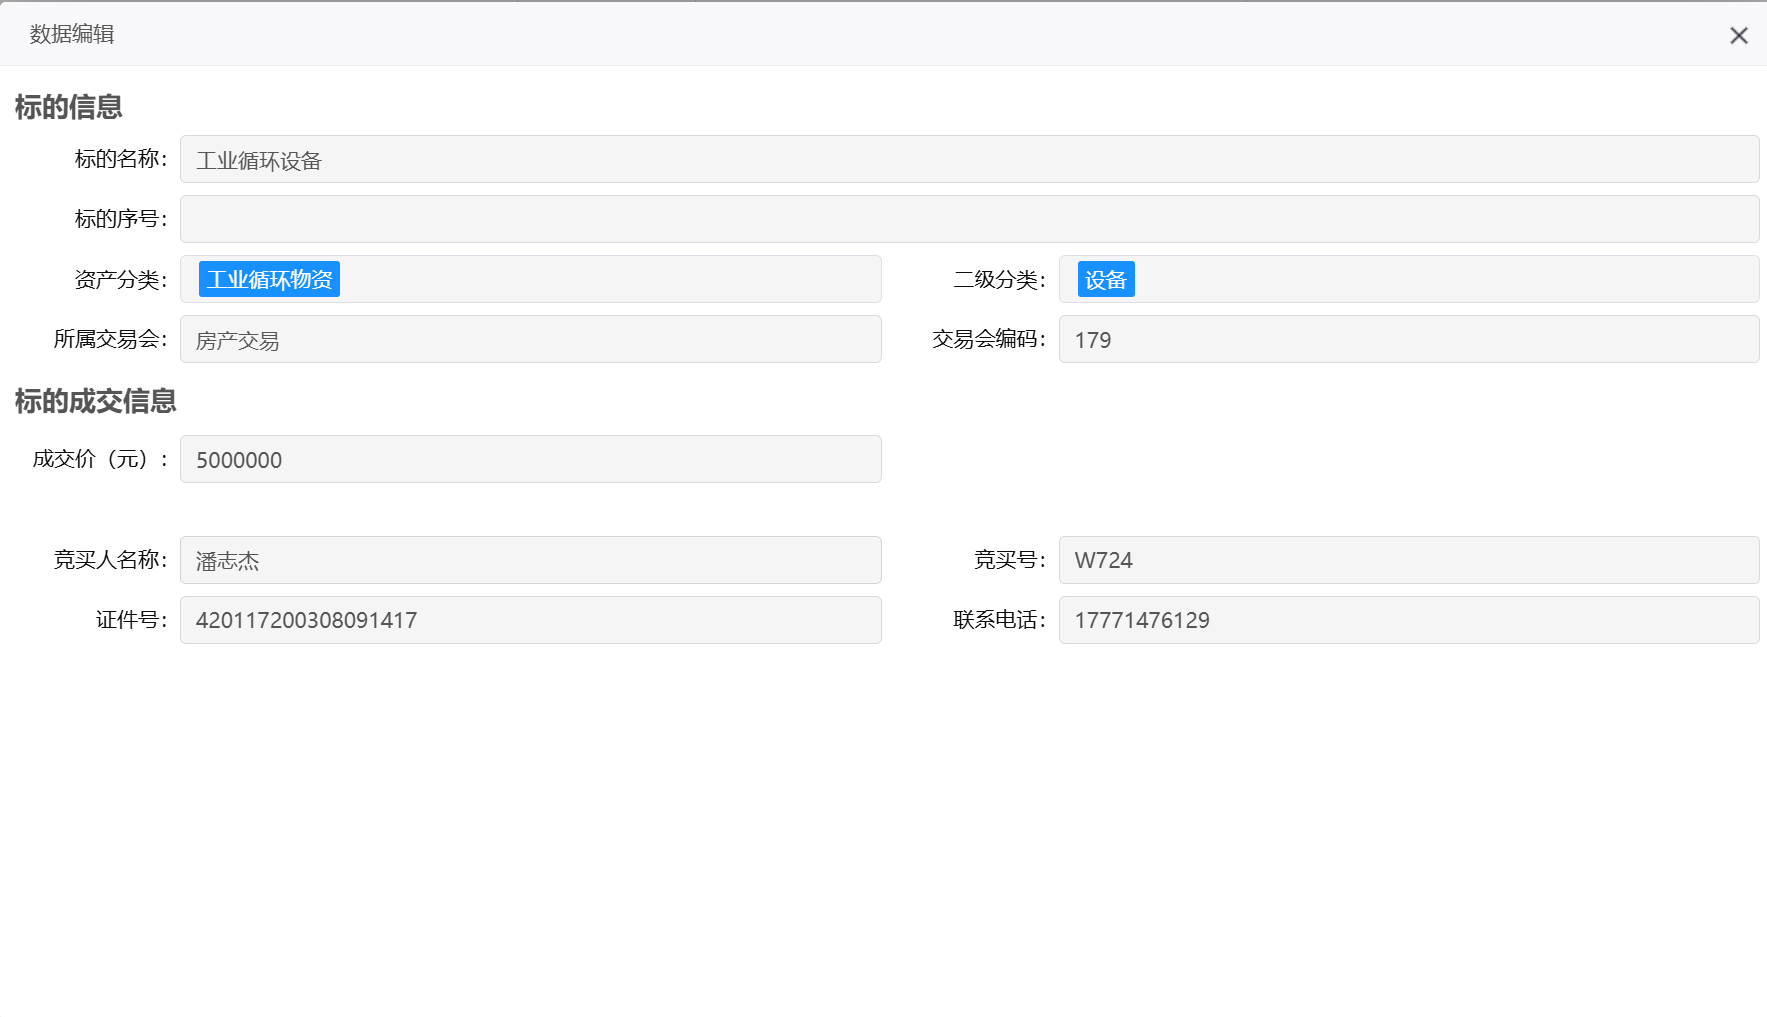 数据编辑
标的信息
标的名称： 工业循环设备
标的序号：
资产分类： 工业循环物资 二级分类： 设备
所属交易会： 房产交易 交易会编码： 179
标的成交信息
成交价（元）： 5000000
竞买人名称： 潘志杰 竞买号： W724
证件号： 420117200308091417 联系电话： 17771476129